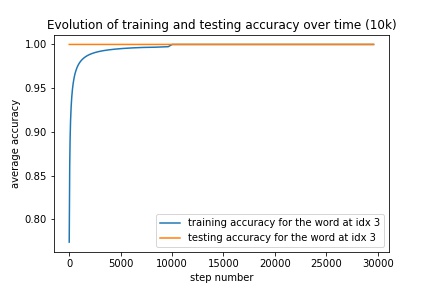 Evolution of training and testing accuracy over time (10k)
1.00
0.95
0.90
0.85
0.80
average accuracy
training accuracy for the word at idx 3
testing accuracy for the word at idx 3
0 5000 10000 15000 20000 25000 30000
step number